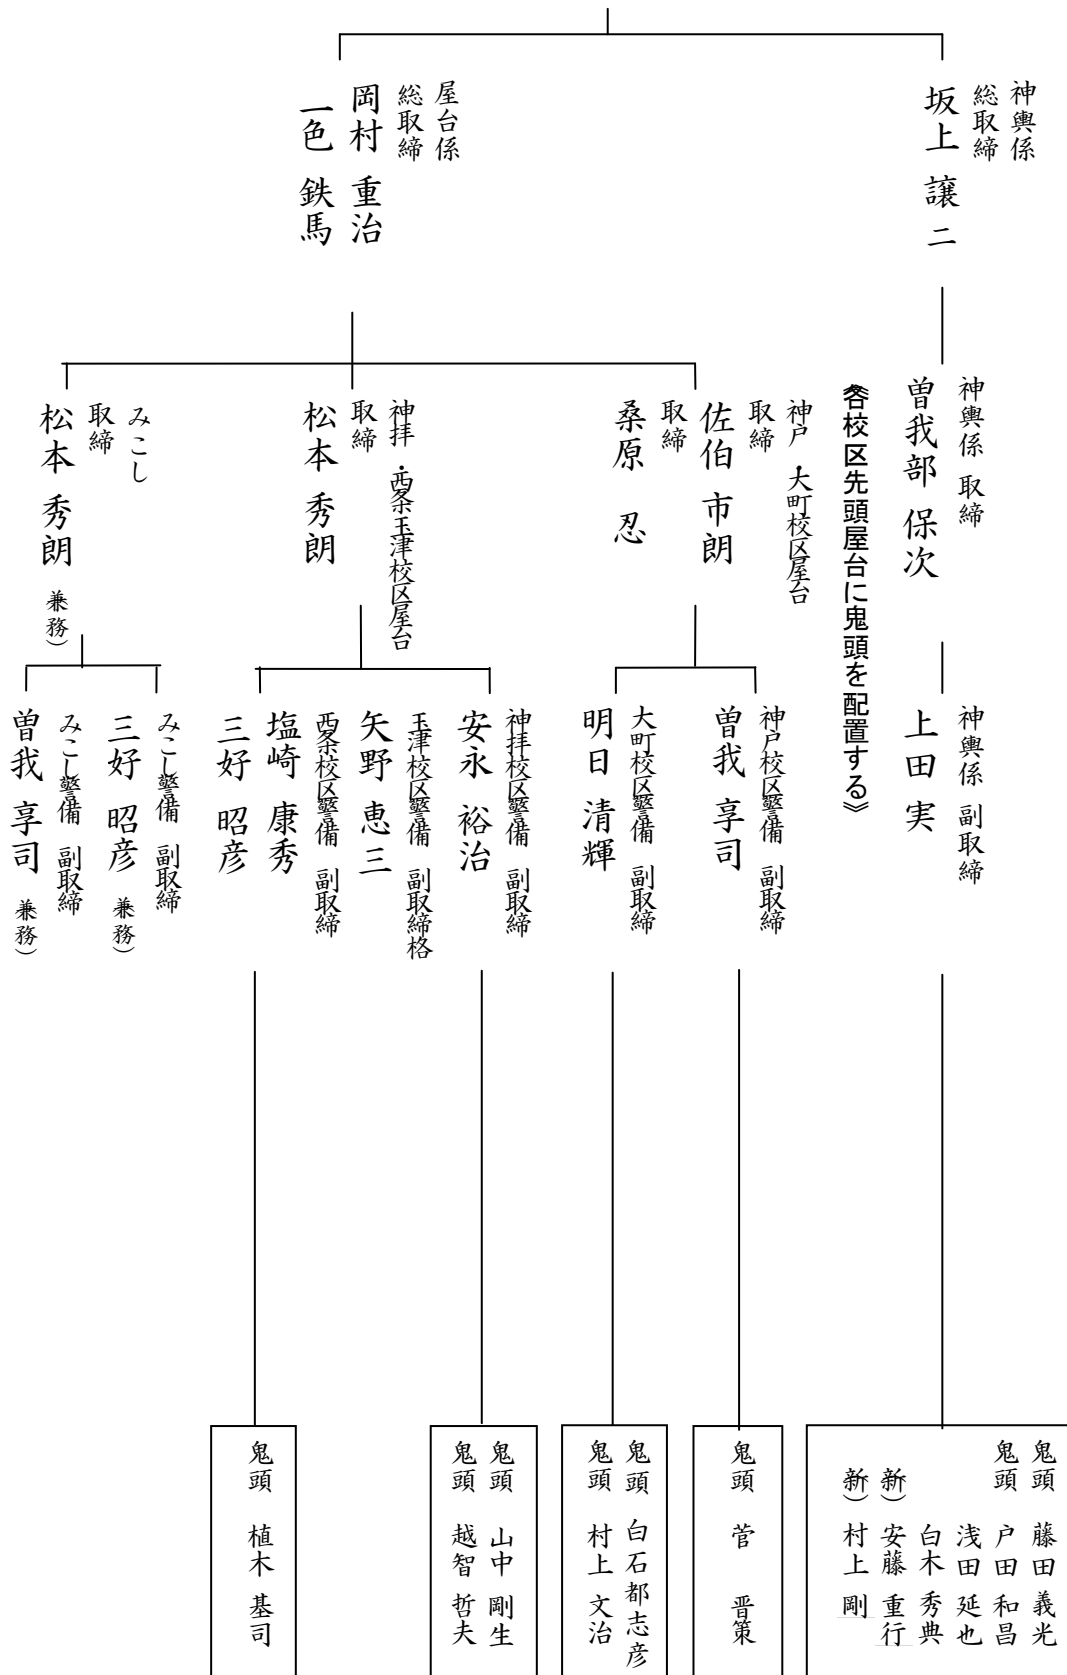 神輿係
総取締
坂上 譲二
屋台係
総取締
岡村 重治
一色 鉄馬
神輿係 取締
曽我部 保次
《各校区先頭屋台に鬼頭を配置する》
神戸・大町校区屋台
取締
佐伯 市朗
取締
桑原 忍
神拝・西条・玉津校区屋台
取締
松本 秀朗
みこし
取締
松本 秀朗（兼務）
神輿係 副取締
上田 実
神戸校区警備 副取締
曽我 享司
大町校区警備 副取締
明日 清輝
神拝校区警備 副取締
安永 裕治
玉津校区警備 副取締格
矢野 恵三
西条校区警備 副取締
塩崎 康秀
三好 昭彦
みこし警備 副取締
三好 昭彦（兼務）
みこし警備 副取締
曽我 享司（兼務）
鬼頭 藤田 義光
鬼頭 戸田 和昌
浅田 延也
白木 秀典
（新） 安藤 重行
（新） 村上 剛
鬼頭 菅 晋策
鬼頭 白石都志彦
鬼頭 村上 文治
鬼頭 山中 剛生
鬼頭 越智 哲夫
鬼頭 植木 基司